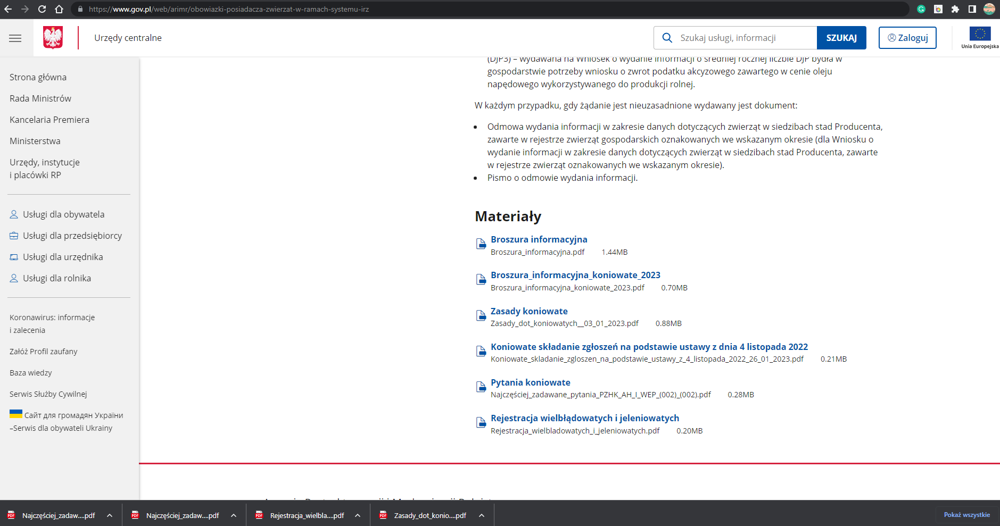 https://www.gov.pl/web/arimr/obowiazki-posiadacza-zwierzat-w-ramach-systemu-irz
Urzędy centralne
Szukaj usługi, informacji
SZUKAJ
Zaloguj
Unia Europejska
Strona główna
Rada Ministrów
Kancelaria Premiera
Ministerstwa
Urzędy, instytucje
i placówki RP
Usługi dla obywatela
Usługi dla przedsiębiorcy
Usługi dla urzędnika
Usługi dla rolnika
Koronawirus: informacje
i zalecenia
Załóż Profil zaufany
Baza wiedzy
Serwis Służby Cywilnej
Сайт для громадян України
–Serwis dla obywateli Ukrainy
(DJP3) – wydawana na Wniosek o wydanie informacji o średniej rocznej liczbie DJP bydła w
gospodarstwie potrzeby wniosku o zwrot podatku akcyzowego zawartego w cenie oleju
napędowego wykorzystywanego do produkcji rolnej.
W każdym przypadku, gdy żądanie jest nieuzasadnione wydawany jest dokument:
• Odmowa wydania informacji w zakresie danych dotyczących zwierząt w siedzibach stad Producenta,
zawarte w rejestrze zwierząt gospodarskich oznakowanych we wskazanym okresie (dla Wniosku o
wydanie informacji w zakresie danych dotyczących zwierząt w siedzibach stad Producenta, zawarte
w rejestrze zwierząt oznakowanych we wskazanym okresie).
• Pismo o odmowie wydania informacji.
Materiały
Broszura informacyjna
Broszura_informacyjna.pdf 1.44MB
Broszura_informacyjna_koniowate_2023
Broszura_informacyjna_koniowate_2023.pdf 0.70MB
Zasady koniowate
Zasady_dot_koniowatych__03_01_2023.pdf 0.88MB
Koniowate składanie zgłoszeń na podstawie ustawy z dnia 4 listopada 2022
Koniowate_skladanie_zgloszen_na_podstawie_ustawy_z_4_listopada_2022_26_01_2023.pdf 0.21MB
Pytania koniowate
Najczęściej_zadawane_pytania_PZHK_AH_I_WEP_(002)_(002).pdf 0.28MB
Rejestracja wielbłądowatych i jeleniowatych
Rejestracja_wielbladowatych_i_jeleniowatych.pdf 0.20MB
Najczęściej_zadaw....pdf
Najczęściej_zadaw....pdf
Rejestracja_wielbla....pdf
Zasady_dot_konio....pdf
Pokaż wszystkie